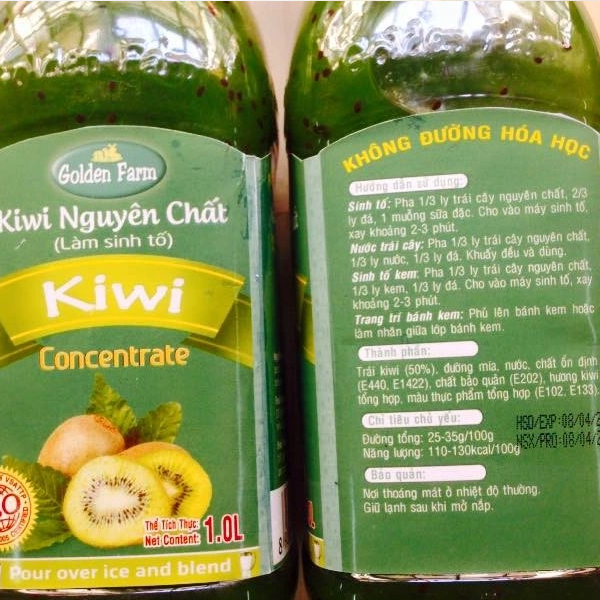 Golden Farm
Kiwi Nguyên Chất
(Làm sinh tố)
Kiwi
Concentrate
Thể Tích Thực:
Net Content: 1.0L
Pour over ice and blend
KHÔNG ĐƯỜNG HÓA HỌC
Hướng dẫn sử dụng:
Sinh tố: Pha 1/3 ly trái cây nguyên chất, 2/3
ly đá, 1 muỗng sữa đặc. Cho vào máy sinh tố,
xay khoảng 2-3 phút.
Nước trái cây: Pha 1/3 ly trái cây nguyên chất,
1/3 ly nước, 1/3 ly đá. Khuấy đều và dùng.
Sinh tố kem: Pha 1/3 ly trái cây nguyên chất,
1/3 ly kem, 1/3 ly đá. Cho vào máy sinh tố, xay
khoảng 2-3 phút.
Trang trí bánh kem: Phủ lên bánh kem hoặc
làm nhân giữa lớp bánh kem.
Thành phần:
Trái kiwi (50%), đường mía, nước, chất ổn định
(E440, E1422), chất bảo quản (E202), hương kiwi
tổng hợp, màu thực phẩm tổng hợp (E102, E133).
Chỉ tiêu chủ yếu:
Đường tổng: 25-35g/100g
Năng lượng: 110-130kcal/100g
HSD/EXP:08/04/
NSX/PRO:08/04/
Bảo quản:
Nơi thoáng mát ở nhiệt độ thường.
Giữ lạnh sau khi mở nắp.